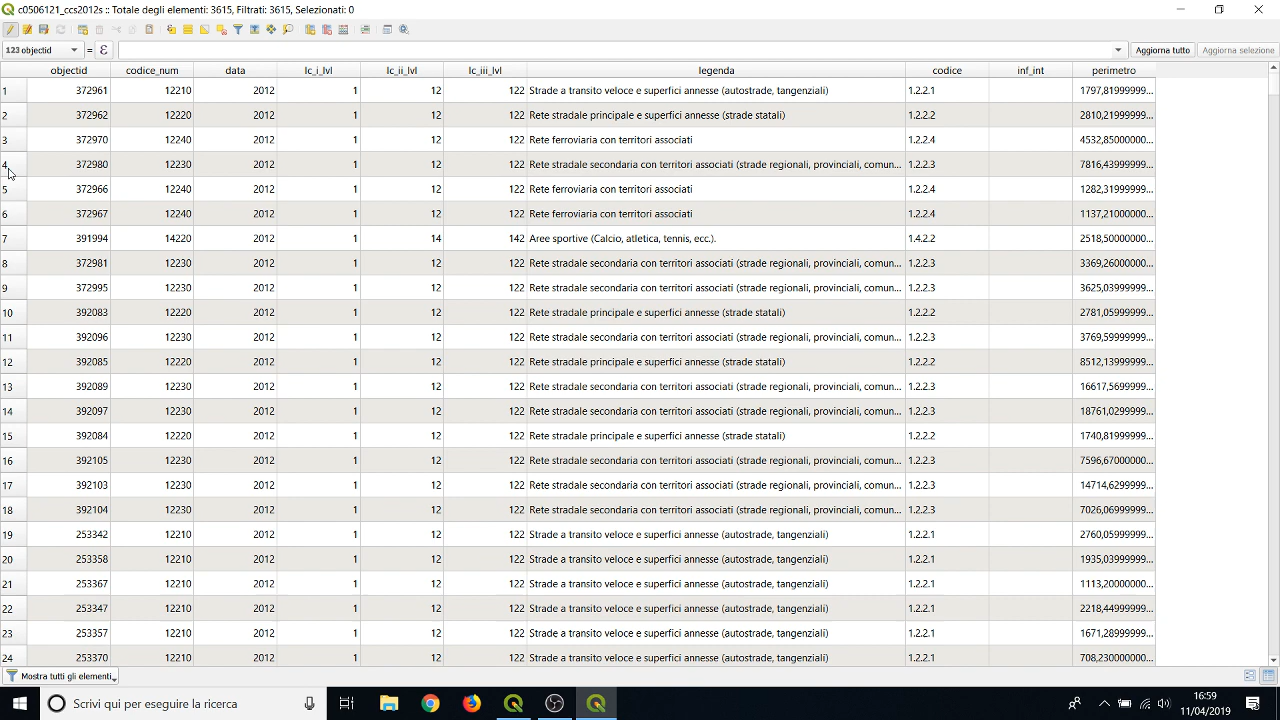 c0506121_ccs2012s :: Totale degli elementi: 3615, Filtrati: 3615, Selezionati: 0
123 objectid = ε Aggiorna tutto Aggiorna selezione
objectid codice_num data lc_i_lvl lc_ii_lvl lc_iii_lvl legenda codice inf_int perimetro
1 372961 12210 2012 1 12 122 Strade a transito veloce e superfici annesse (autostrade, tangenziali) 1.2.2.1 1797,81999999...
2 372962 12220 2012 1 12 122 Rete stradale principale e superfici annesse (strade statali) 1.2.2.2 2810,21999999...
3 372970 12240 2012 1 12 122 Rete ferroviaria con territori associati 1.2.2.4 4532,85000000...
4 372980 12230 2012 1 12 122 Rete stradale secondaria con territori associati (strade regionali, provinciali, comun... 1.2.2.3 7816,43999999...
5 372966 12240 2012 1 12 122 Rete ferroviaria con territori associati 1.2.2.4 1282,31999999...
6 372967 12240 2012 1 12 122 Rete ferroviaria con territori associati 1.2.2.4 1137,21000000...
7 391994 14220 2012 1 14 142 Aree sportive (Calcio, atletica, tennis, ecc.). 1.4.2.2 2518,50000000...
8 372981 12230 2012 1 12 122 Rete stradale secondaria con territori associati (strade regionali, provinciali, comun... 1.2.2.3 3369,26000000...
9 372995 12230 2012 1 12 122 Rete stradale secondaria con territori associati (strade regionali, provinciali, comun... 1.2.2.3 3625,03999999...
10 392083 12220 2012 1 12 122 Rete stradale principale e superfici annesse (strade statali) 1.2.2.2 2781,05999999...
11 392096 12230 2012 1 12 122 Rete stradale secondaria con territori associati (strade regionali, provinciali, comun... 1.2.2.3 3769,59999999...
12 392085 12220 2012 1 12 122 Rete stradale principale e superfici annesse (strade statali) 1.2.2.2 8512,13999999...
13 392089 12230 2012 1 12 122 Rete stradale secondaria con territori associati (strade regionali, provinciali, comun... 1.2.2.3 16617,5699999...
14 392097 12230 2012 1 12 122 Rete stradale secondaria con territori associati (strade regionali, provinciali, comun... 1.2.2.3 18761,0299999...
15 392084 12220 2012 1 12 122 Rete stradale principale e superfici annesse (strade statali) 1.2.2.2 1740,81999999...
16 392105 12230 2012 1 12 122 Rete stradale secondaria con territori associati (strade regionali, provinciali, comun... 1.2.2.3 7596,67000000...
17 392103 12230 2012 1 12 122 Rete stradale secondaria con territori associati (strade regionali, provinciali, comun... 1.2.2.3 14714,6299999...
18 392104 12230 2012 1 12 122 Rete stradale secondaria con territori associati (strade regionali, provinciali, comun... 1.2.2.3 7026,06999999...
19 253342 12210 2012 1 12 122 Strade a transito veloce e superfici annesse (autostrade, tangenziali) 1.2.2.1 2760,05999999...
20 253358 12210 2012 1 12 122 Strade a transito veloce e superfici annesse (autostrade, tangenziali) 1.2.2.1 1935,03999999...
21 253367 12210 2012 1 12 122 Strade a transito veloce e superfici annesse (autostrade, tangenziali) 1.2.2.1 1113,20000000...
22 253347 12210 2012 1 12 122 Strade a transito veloce e superfici annesse (autostrade, tangenziali) 1.2.2.1 2218,44999999...
23 253357 12210 2012 1 12 122 Strade a transito veloce e superfici annesse (autostrade, tangenziali) 1.2.2.1 1671,28999999...
24 253370 12210 2012 1 12 122 Strade a transito veloce e superfici annesse (autostrade, tangenziali) 1.2.2.1 708,230000000...
Mostra tutti gli elementi
Scrivi qui per eseguire la ricerca
16:59
11/04/2019